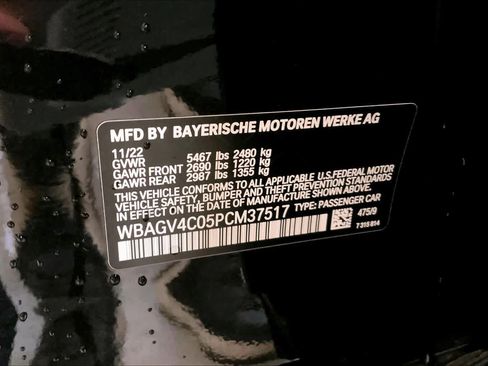 MFD BY BAYERISCHE MOTOREN WERKE AG
11/22
GVWR 5467 lbs 2480 kg
GAWR FRONT 2690 lbs 1220 kg
GAWR REAR 2987 lbs 1355 kg
THIS VEHICLE CONFORMS TO ALL APPLICABLE U.S. FEDERAL MOTOR
VEHICLE SAFETY, BUMPER AND THEFT PREVENTION STANDARDS
IN EFFECT ON THE DATE OF MANUFACTURE SHOWN ABOVE.
WBAGV4C05PCM37517 TYPE: PASSENGER CAR
475/9
7 315 814